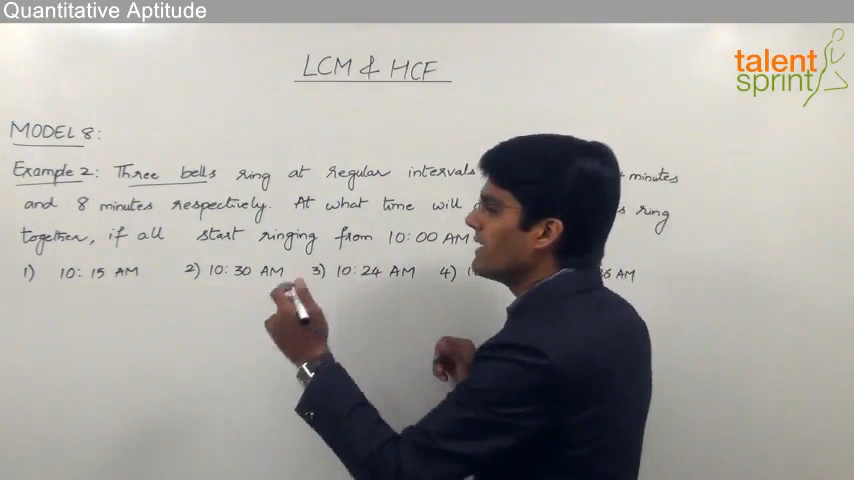 Quantitative Aptitude
talent
sprint
LCM & HCF
MODEL 8:
Example 2: Three bells ring at regular intervals minutes
and 8 minutes respectively. At what time will ring
together, if all start ringing from 10:00 AM
1) 10:15 AM 2) 10:30 AM 3) 10:24 AM 4) AM